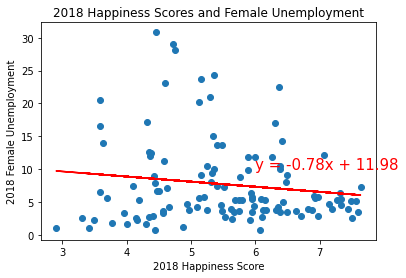 2018 Happiness Scores and Female Unemployment
30
25
20
15
10
5
0
2018 Female Unemployment
y = -0.78x + 11.98
3 4 5 6 7
2018 Happiness Score